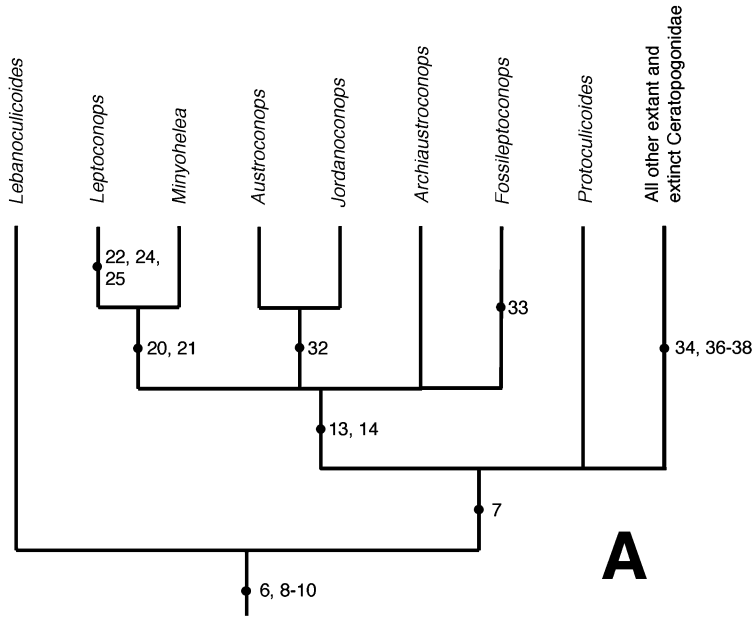 Lebanoculicoides
Leptoconops
Minyohelea
Austroconops
Jordanoconops
Archiaustroconops
Fossileptoconops
Protoculicoides
All other extant and
extinct Ceratopogonidae
22, 24,
25
20, 21
32
33
34, 36-38
13, 14
7
6, 8-10
A